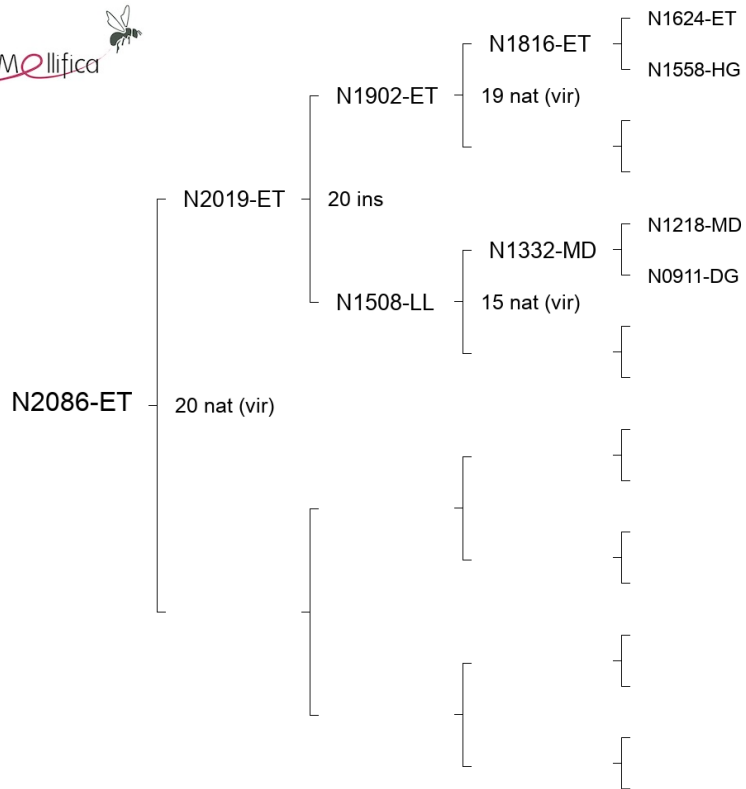 Mellifica
N1624-ET
N1816-ET
N1558-HG
N1902-ET
19 nat (vir)
N2019-ET
20 ins
N1218-MD
N1332-MD
N0911-DG
N1508-LL
15 nat (vir)
N2086-ET
20 nat (vir)